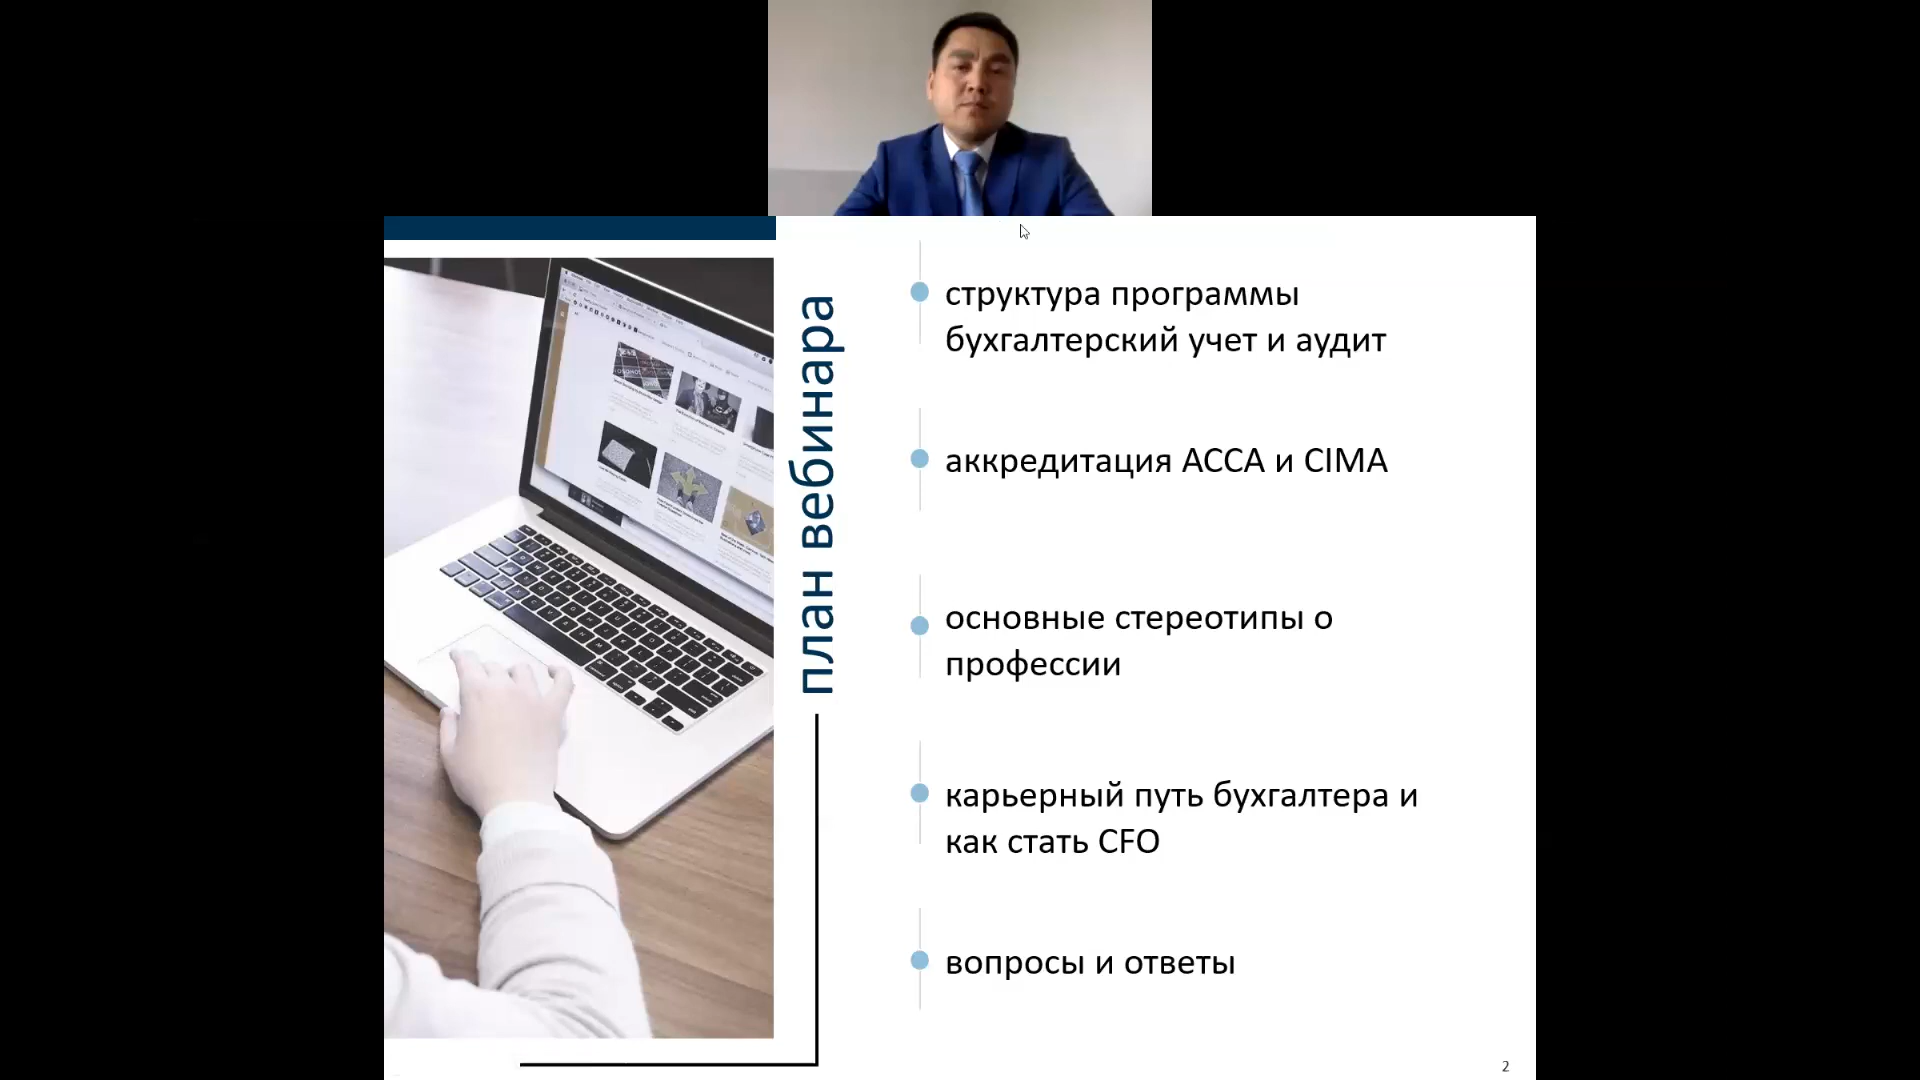 план вебинара
структура программы
бухгалтерский учет и аудит
аккредитация ACCA и CIMA
основные стереотипы о
профессии
карьерный путь бухгалтера и
как стать CFO
вопросы и ответы
2